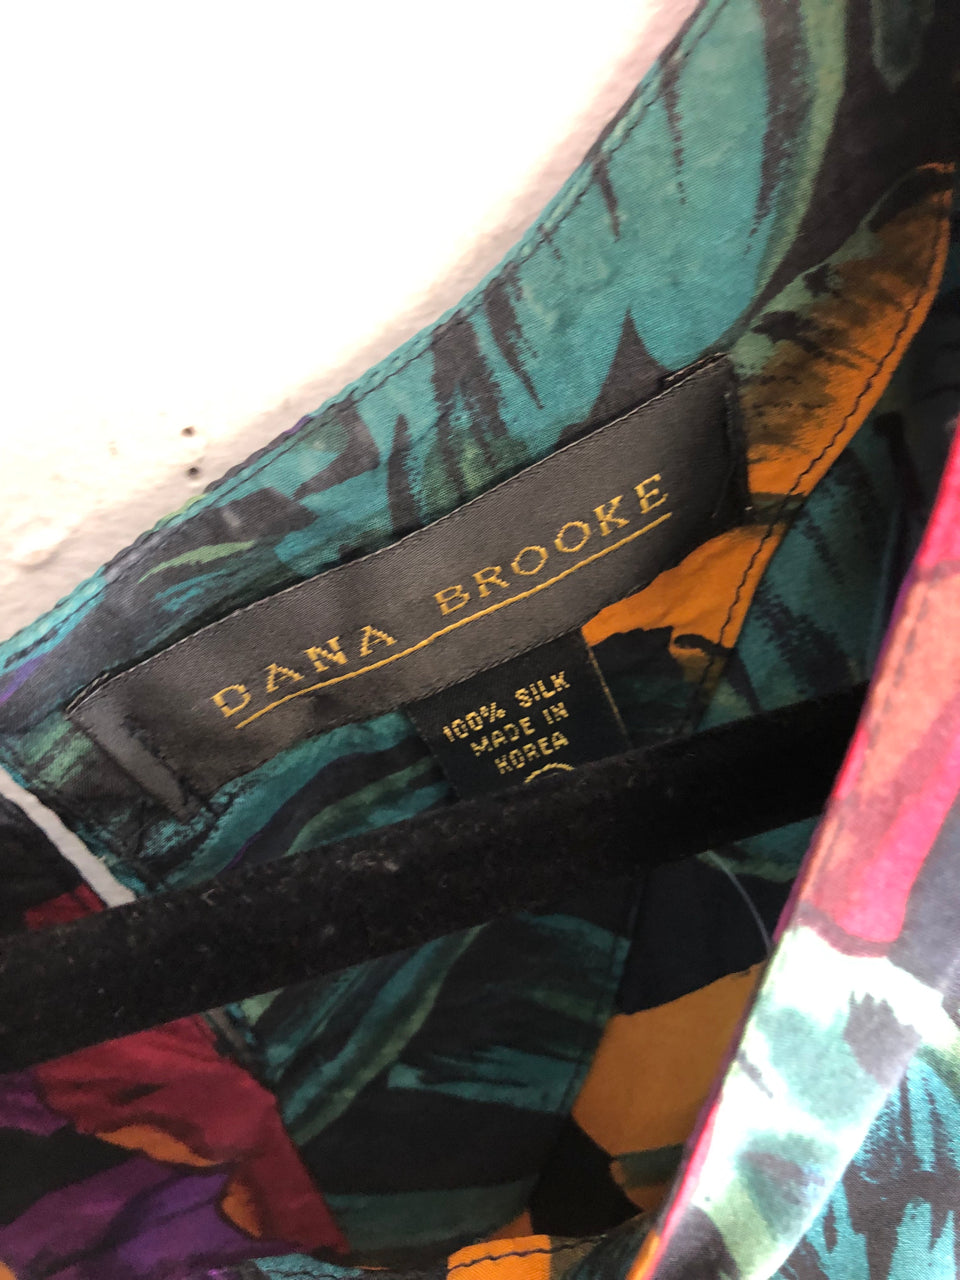 DANA BROOKE
100% SILK
MADE IN
KOREA